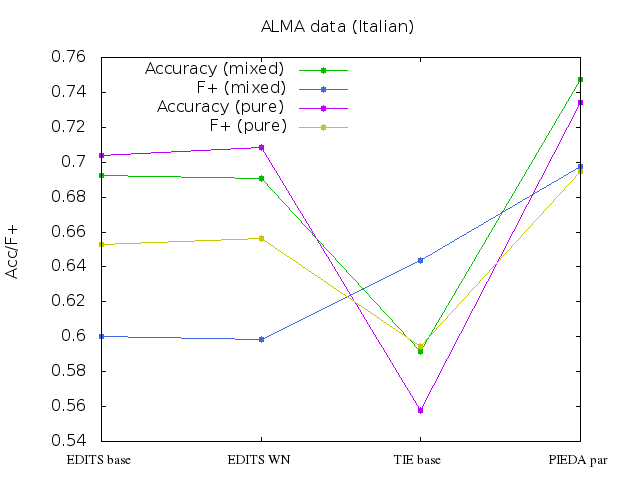 ALMA data (Italian)
0.76
0.74
0.72
0.7
0.68
0.66
0.64
0.62
0.6
0.58
0.56
0.54
Acc/F+
Accuracy (mixed)
F+ (mixed)
Accuracy (pure)
F+ (pure)
EDITS base EDITS WN TIE base PIEDA par